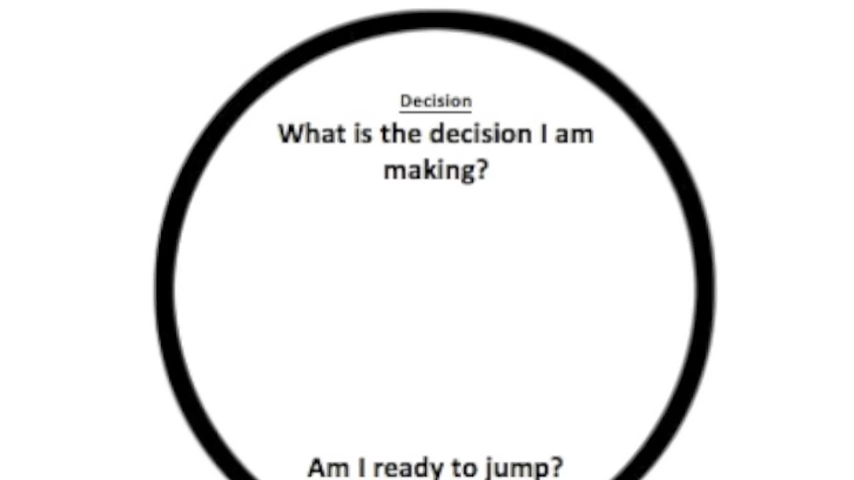 Decision
What is the decision I am
making?
Am I ready to jump?